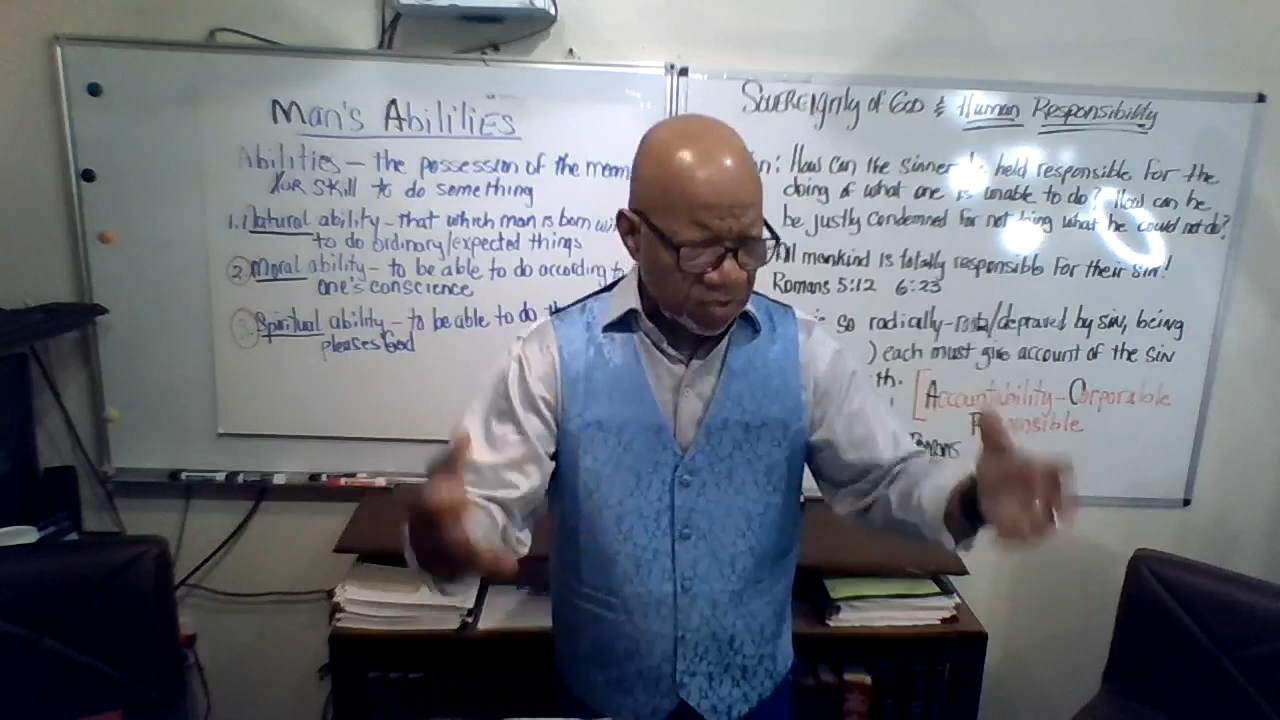 Man's Abilities
Abilities – the possession of the
or skill to do something
1. Natural ability – that which man is born
to do ordinary/expected things
2. Moral ability – to be able to do according
one's conscience
3. Spiritual ability – to be able to do
pleases God
Sovereignty of God & Human Responsibility
How can the sinner held responsible for the
doing of what one is unable to do? How can he
be justly condemned for not doing what he could not do?
All mankind is totally responsible for their sin!
Romans 5:12 6:23
so radically- /depraved by sin, being
) each must give account of the sin
th. [Accountability – Corporable
Responsible